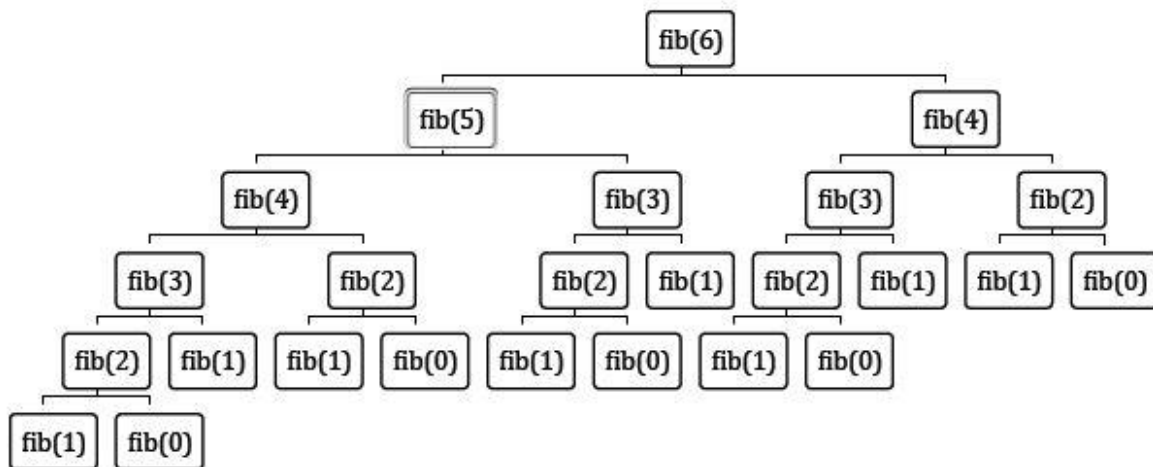 fib(6)
fib(5) fib(4)
fib(4) fib(3) fib(3) fib(2)
fib(3) fib(2) fib(2) fib(1) fib(2) fib(1) fib(1) fib(0)
fib(2) fib(1) fib(1) fib(0) fib(1) fib(0) fib(1) fib(0)
fib(1) fib(0)